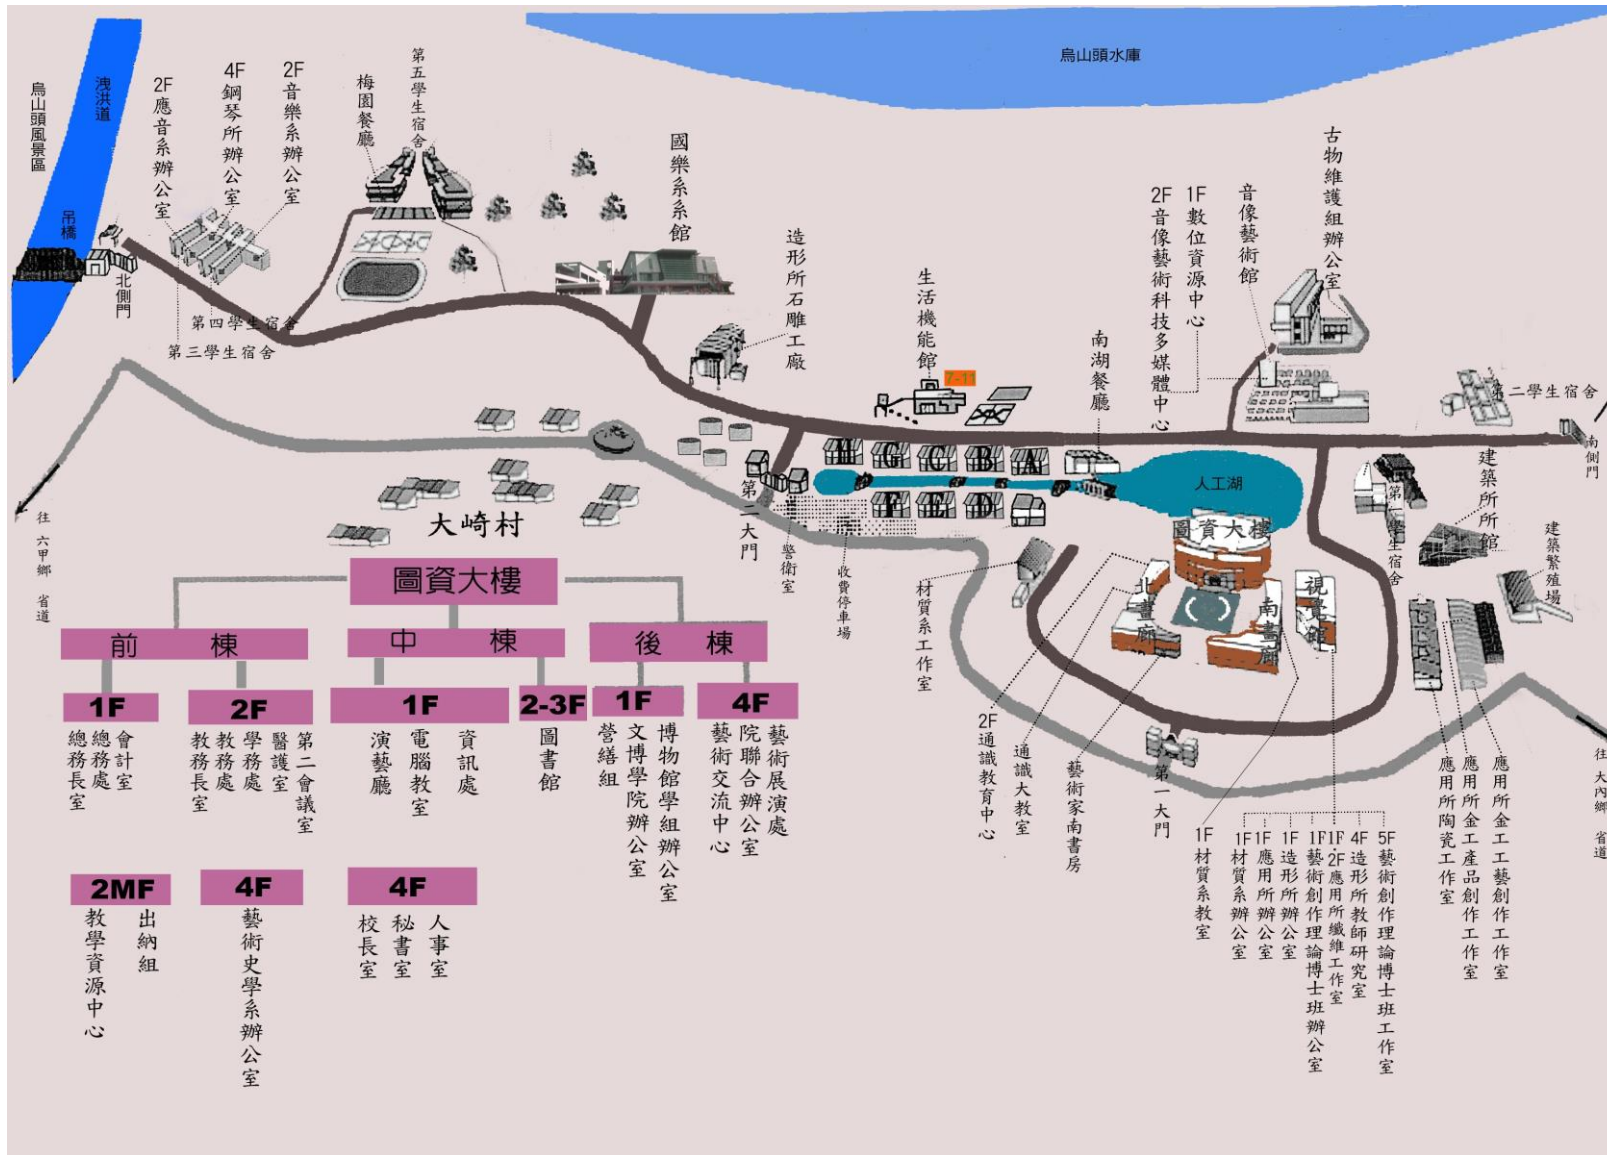 烏山頭水庫
烏山頭風景區
洩洪道
吊橋
北側門
2F應音系辦公室
4F鋼琴所辦公室
2F音樂系辦公室
第四學生宿舍
第三學生宿舍
梅園餐廳
第五學生宿舍
國樂系系館
造形所石雕工廠
生活機能館
7-11
南湖餐廳
2F音像藝術科技多媒體中心
1F數位資源中心
音像藝術館
古物維護組辦公室
第二學生宿舍
南側門
H
G
C
B
A
F
E
D
人工湖
第二大門
警衛室
收費停車場
大崎村
往 六甲鄉 省道
材質系工作室
圖資大樓
北畫廊
南畫廊
視覺館
第一學生宿舍
建築所所館
建築繁殖場
2F通識教育中心
通識大教室
藝術家南書房
第一大門
1F材質系教室
1F材質系辦公室
1F應用所辦公室
1F造形所辦公室
1F藝術創作理論博士班辦公室
1F 2F應用所纖維工作室
4F造形所教師研究室
5F藝術創作理論博士班工作室
應用所陶瓷工作室
應用所金工產品創作工作室
應用所金工工藝創作工作室
往 大內鄉 省道
圖資大樓
前棟
中棟
後棟
1F
總務長室
總務處
會計室
2F
教務長室
教務處
學務處
醫護室
第二會議室
1F
演藝廳
電腦教室
資訊處
2-3F
圖書館
1F
營繕組
文博學院辦公室
博物館學組辦公室
4F
藝術交流中心
院聯合辦公室
藝術展演處
2MF
教學資源中心
出納組
4F
藝術史學系辦公室
4F
校長室
秘書室
人事室